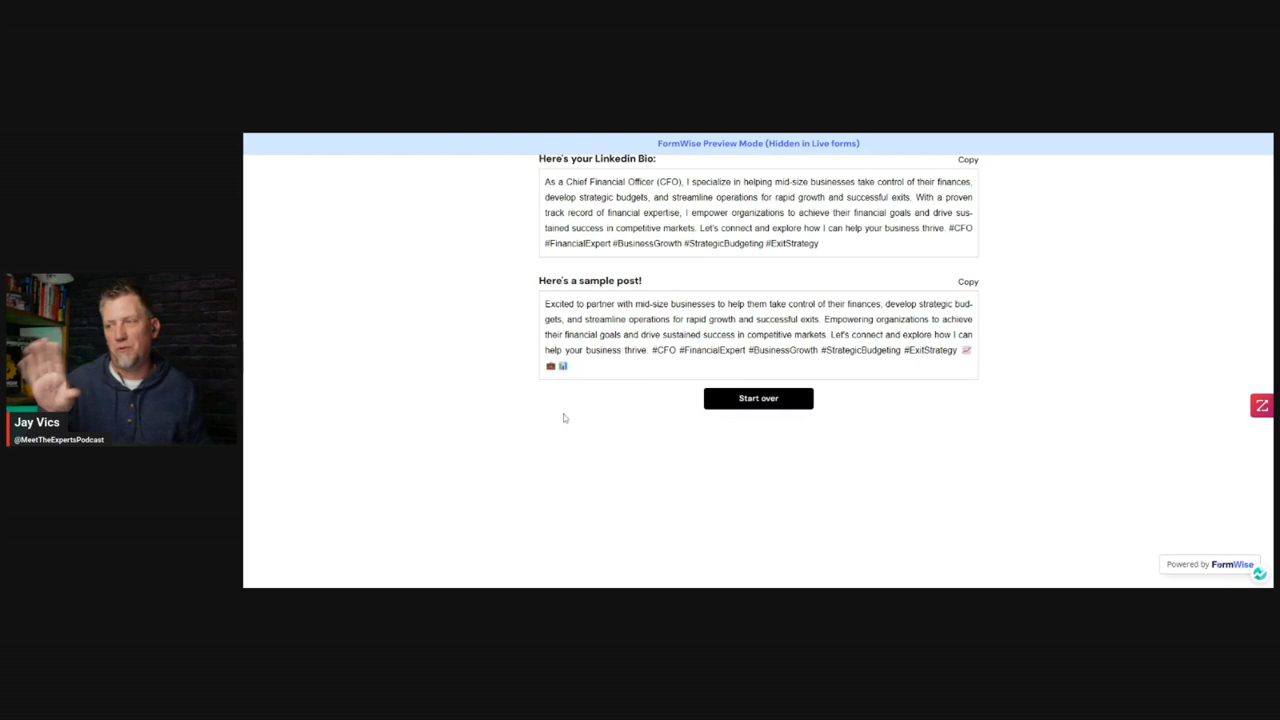 FormWise Preview Mode (Hidden in Live forms)
Here's your Linkedin Bio:
Copy
As a Chief Financial Officer (CFO), I specialize in helping mid-size businesses take control of their finances,
develop strategic budgets, and streamline operations for rapid growth and successful exits. With a proven
track record of financial expertise, I empower organizations to achieve their financial goals and drive sus-
tained success in competitive markets. Let's connect and explore how I can help your business thrive. #CFO
#FinancialExpert #BusinessGrowth #StrategicBudgeting #ExitStrategy
Here's a sample post!
Copy
Excited to partner with mid-size businesses to help them take control of their finances, develop strategic bud-
gets, and streamline operations for rapid growth and successful exits. Empowering organizations to achieve
their financial goals and drive sustained success in competitive markets. Let's connect and explore how I can
help your business thrive. #CFO #FinancialExpert #BusinessGrowth #StrategicBudgeting #ExitStrategy 📈
💼 📊
Start over
Jay Vics
@MeetTheExpertsPodcast
Powered by FormWise